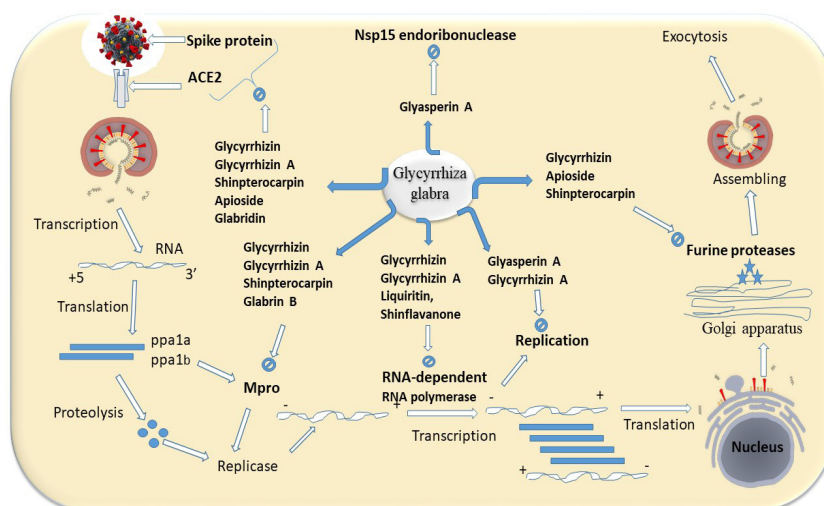 Spike protein
ACE2
Glycyrrhizin
Glycyrrhizin A
Shinpterocarpin
Apioside
Glabridin
Nsp15 endoribonuclease
Glyasperin A
Glycyrrhiza
glabra
Glycyrrhizin
Apioside
Shinpterocarpin
Exocytosis
Assembling
Furine proteases
Golgi apparatus
Transcription
RNA
+5
3′
Translation
ppa1a
ppa1b
Proteolysis
Glycyrrhizin
Glycyrrhizin A
Shinpterocarpin
Glabrin B
Mpro
Replicase
Glycyrrhizin
Glycyrrhizin A
Liquiritin,
Shinflavanone
RNA-dependent
RNA polymerase
Glyasperin A
Glycyrrhizin A
Replication
-
+
Transcription
-
+
+
-
Translation
Nucleus